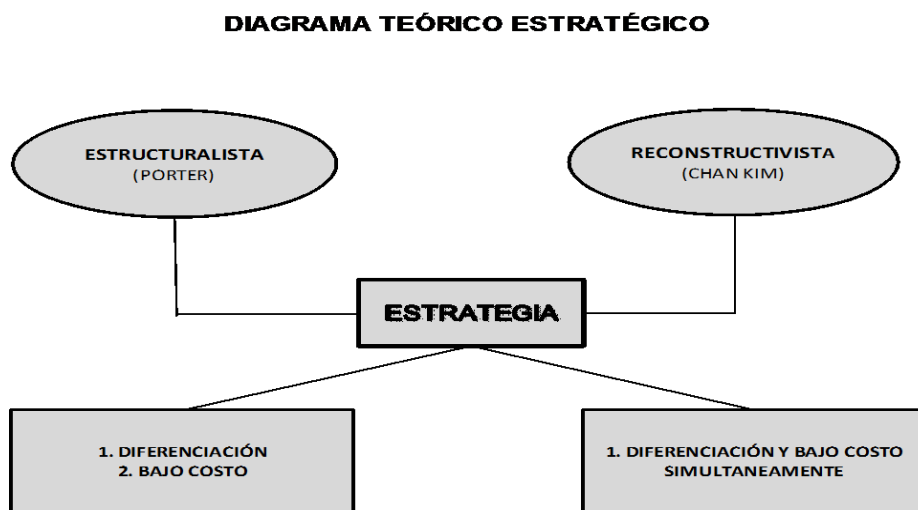 DIAGRAMA TEÓRICO ESTRATÉGICO
ESTRUCTURALISTA
(PORTER)
RECONSTRUCTIVISTA
(CHAN KIM)
ESTRATEGIA
1. DIFERENCIACIÓN
2. BAJO COSTO
1. DIFERENCIACIÓN Y BAJO COSTO
SIMULTANEAMENTE